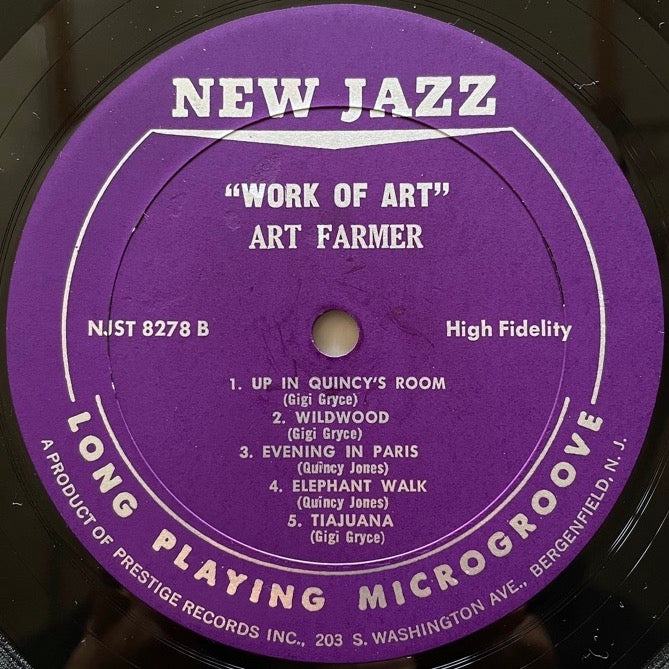 NEW JAZZ
"WORK OF ART"
ART FARMER
NJST 8278 B
High Fidelity
1. UP IN QUINCY'S ROOM
(Gigi Gryce)
2. WILDWOOD
(Gigi Gryce)
3. EVENING IN PARIS
(Quincy Jones)
4. ELEPHANT WALK
(Quincy Jones)
5. TIAJUANA
(Gigi Gryce)
LONG PLAYING MICROGROOVE
A PRODUCT OF PRESTIGE RECORDS INC., 203 S. WASHINGTON AVE., BERGENFIELD, N. J.